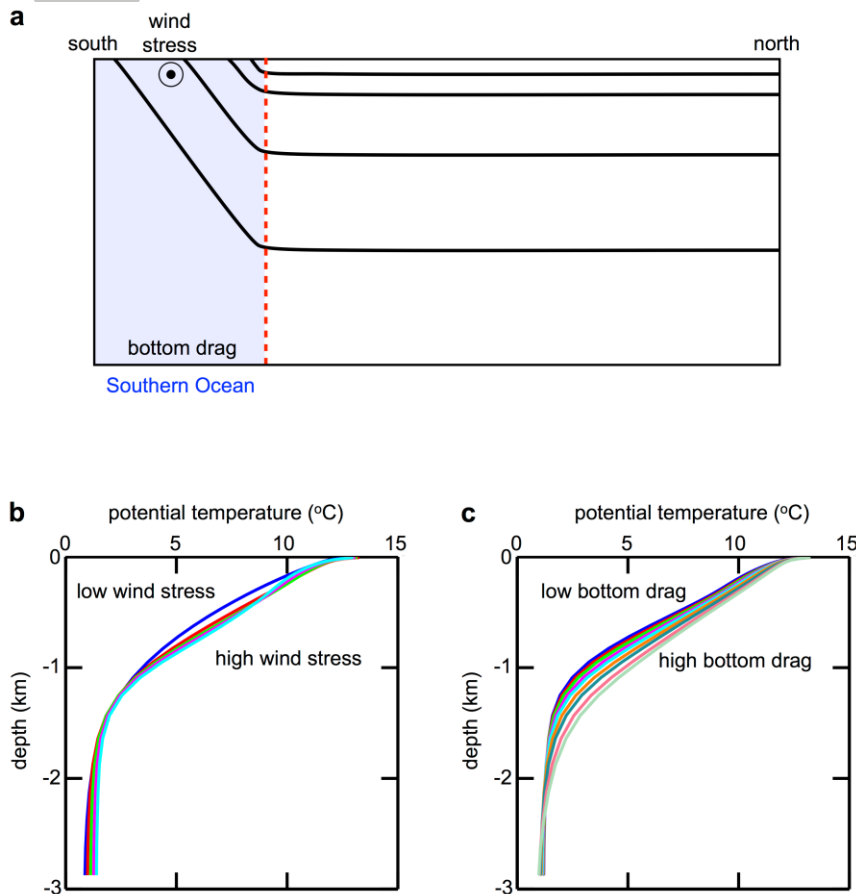 a
wind
south stress north
bottom drag
Southern Ocean
b potential temperature (°C)
0 5 10 15
0
low wind stress
high wind stress
-1
depth (km)
-2
-3
c potential temperature (°C)
0 5 10 15
0
low bottom drag
high bottom drag
-1
depth (km)
-2
-3